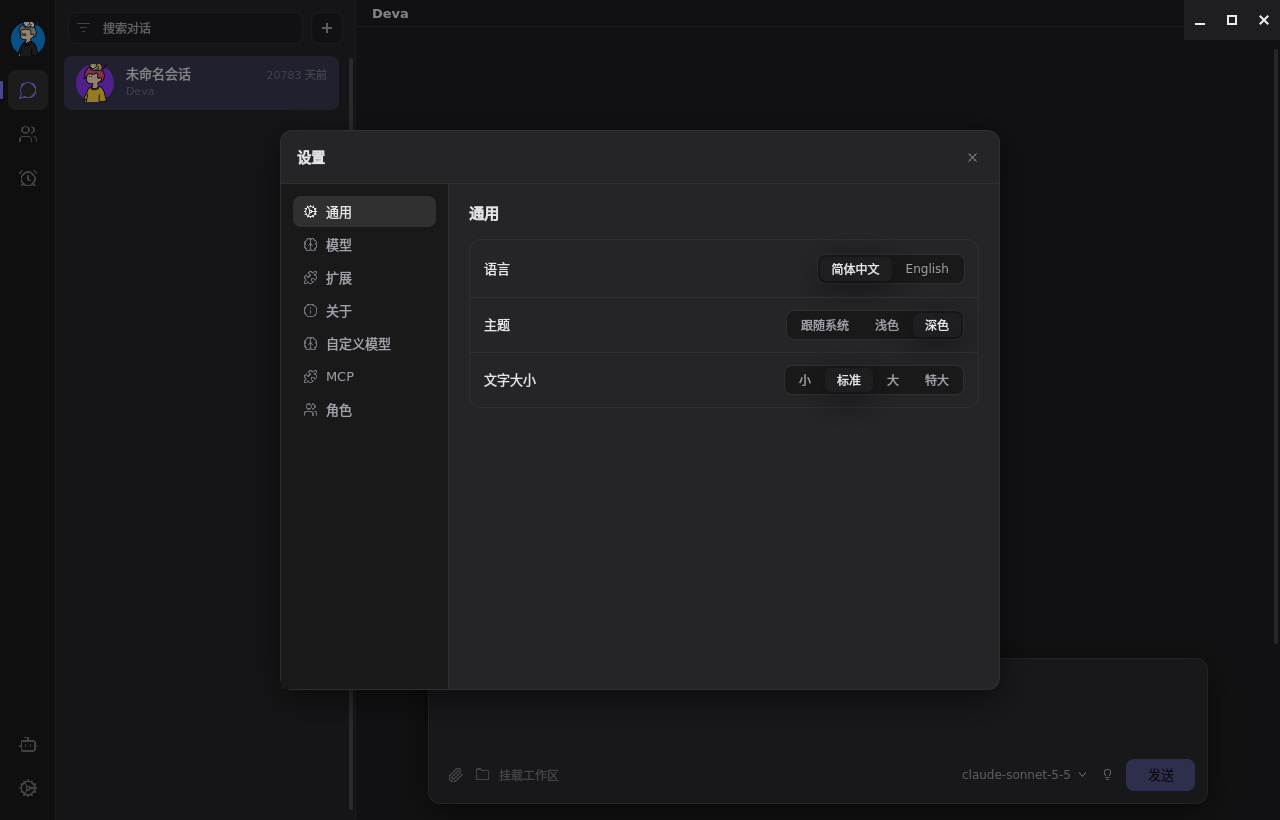 搜索对话
Deva
未命名会话
20783 天前
Deva
设置
通用
模型
扩展
关于
自定义模型
MCP
角色
通用
语言
简体中文
English
主题
跟随系统
浅色
深色
文字大小
小
标准
大
特大
挂载工作区
claude-sonnet-5-5
发送